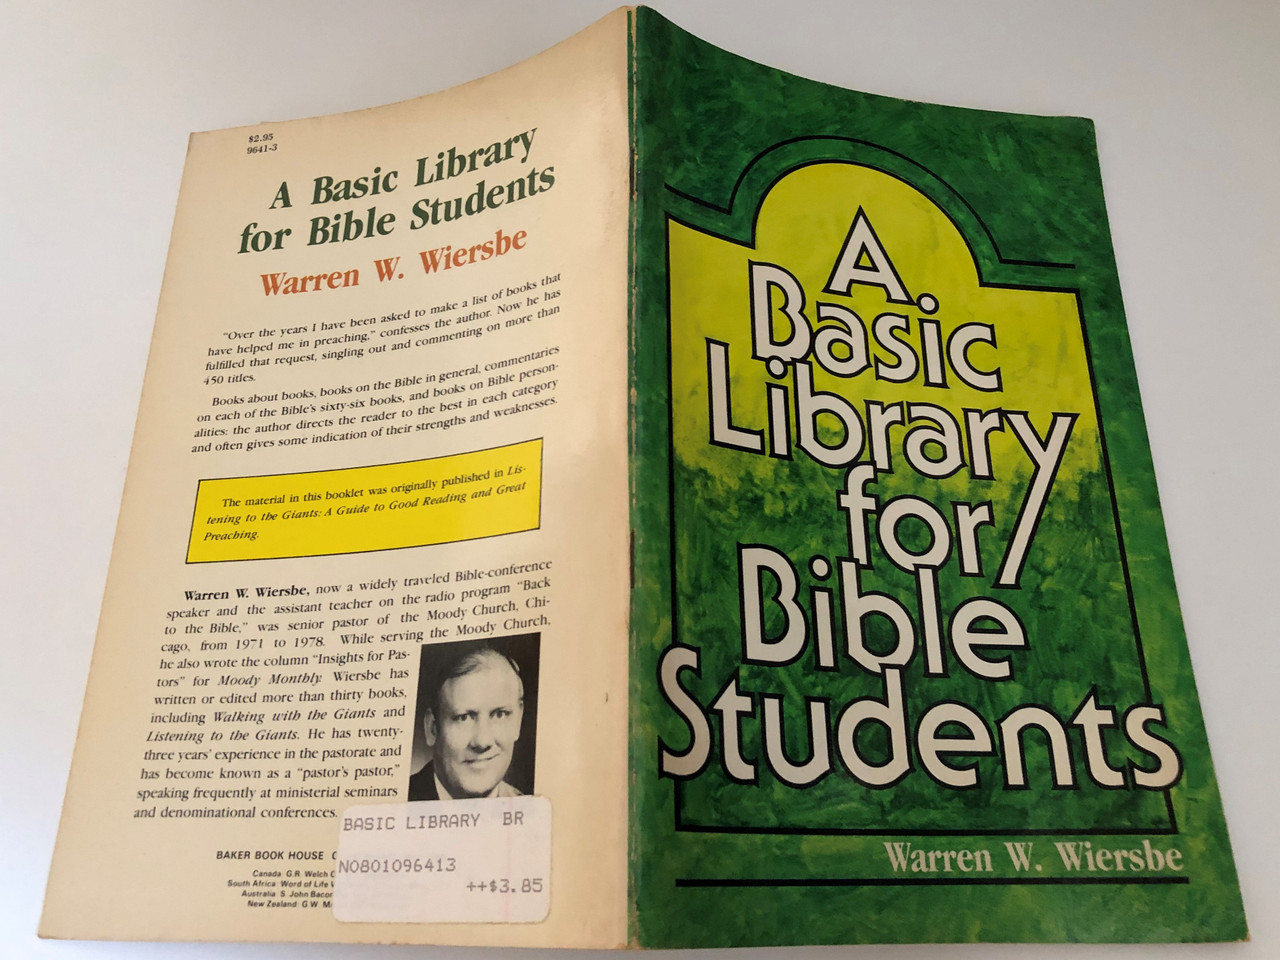 $2.95
9641-3
A Basic Library
for Bible Students
Warren W. Wiersbe
"Over the years I have been asked to make a list of books that
have helped me in preaching," confesses the author. Now he has
fulfilled that request, singling out and commenting on more than
450 titles.
Books about books, books on the Bible in general, commentaries
on each of the Bible's sixty-six books, and books on Bible person-
alities: the author directs the reader to the best in each category
and often gives some indication of their strengths and weaknesses.
The material in this booklet was originally published in Lis-
tening to the Giants: A Guide to Good Reading and Great
Preaching.
Warren W. Wiersbe, now a widely traveled Bible-conference
speaker and the assistant teacher on the radio program "Back
to the Bible," was senior pastor of the Moody Church, Chi-
cago, from 1971 to 1978. While serving the Moody Church,
he also wrote the column "Insights for Pas-
tors" for Moody Monthly. Wiersbe has
written or edited more than thirty books,
including Walking with the Giants and
Listening to the Giants. He has twenty-
three years' experience in the pastorate and
has become known as a "pastor's pastor,"
speaking frequently at ministerial seminars
and denominational conferences.
BAKER BOOK HOUSE
Canada G.R. Welch
South Africa Word of Life
Australia S. John
New Zealand G.W.
BASIC LIBRARY BR
N0801096413
++$3.85
A
Basic
Library
for
Bible
Students
Warren W. Wiersbe